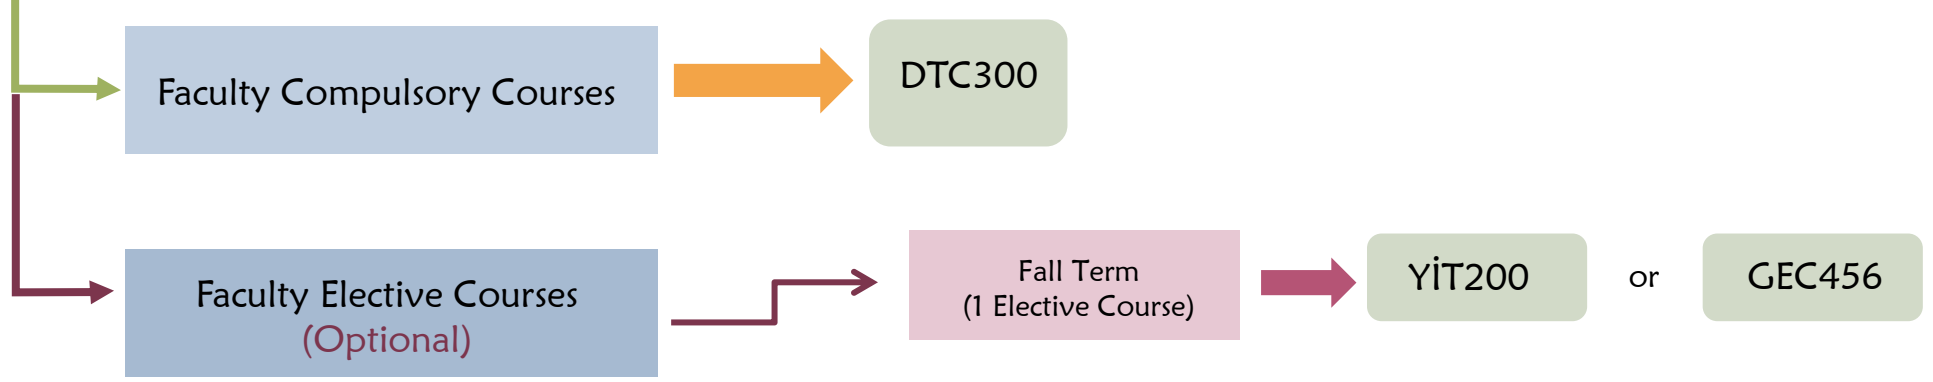 Faculty Compulsory Courses
DTC300
Faculty Elective Courses
(Optional)
Fall Term
(1 Elective Course)
YİT200
or
GEC456